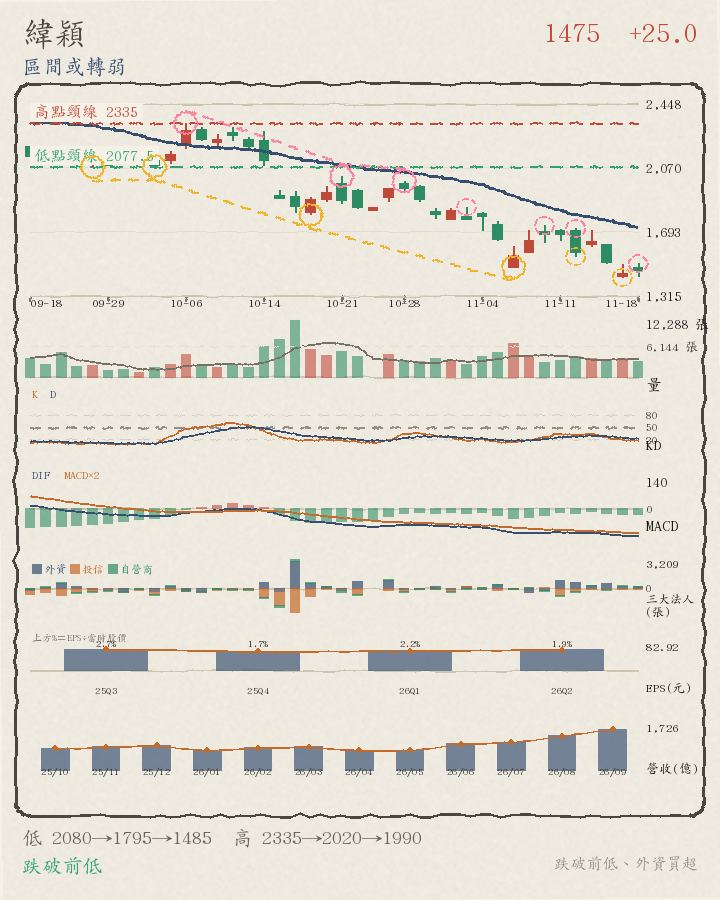 緯穎
1475 +25.0
區間或轉弱
高點頸線 2335
低點頸線 2077.5
2,448
2,070
1,693
1,315
09-18 09-29 10-06 10-14 10-21 10-28 11-04 11-11 11-18
12,288 張
6,144 張
量
K D
80
50
20
KD
DIF MACD×2
140
0
MACD
外資 投信 自營商
3,209
0
三大法人
(張)
上方%=EPS÷當時股價
2.7% 1.7% 2.2% 1.9%
82.92
25Q3 25Q4 26Q1 26Q2
EPS(元)
1,726
25/10 25/11 25/12 26/01 26/02 26/03 26/04 26/05 26/06 26/07 26/08 26/09
營收(億)
低 2080→1795→1485 高 2335→2020→1990
跌破前低
跌破前低、外資買超